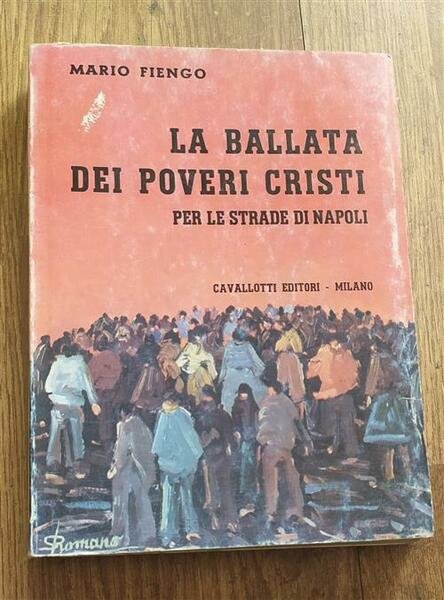 MARIO FIENGO
LA BALLATA
DEI POVERI CRISTI
PER LE STRADE DI NAPOLI
CAVALLOTTI EDITORI - MILANO
Romano